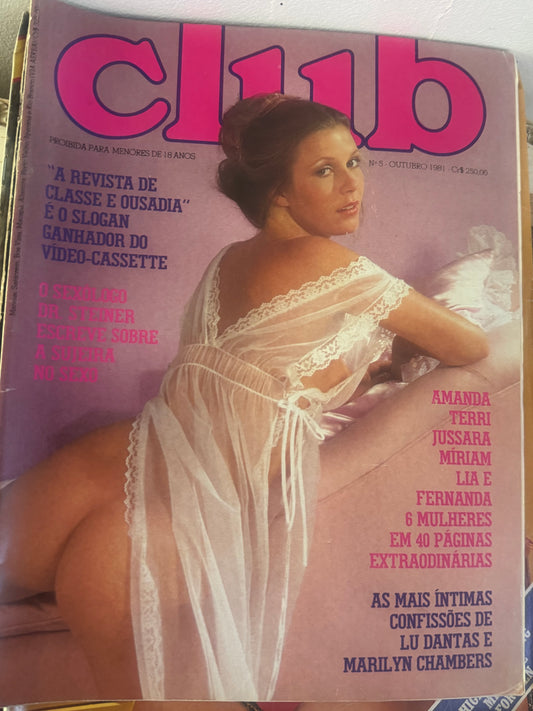 club
PROIBIDA PARA MENORES DE 18 ANOS
Nº 5 - OUTUBRO 1981 - Cr$ 250,00
"A REVISTA DE
CLASSE E OUSADIA"
É O SLOGAN
GANHADOR DO
VÍDEO-CASSETTE
O SEXÓLOGO
DR. STEINER
ESCREVE SOBRE
A
NO SEXO
AMANDA
TERRI
JUSSARA
MÍRIAM
LIA E
FERNANDA
6 MULHERES
EM 40 PÁGINAS
EXTRAODINÁRIAS
AS MAIS ÍNTIMAS
CONFISSÕES DE
LU DANTAS E
MARILYN CHAMBERS